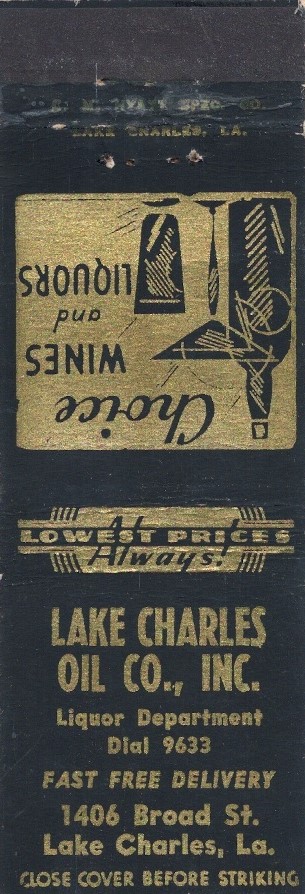 LAKE CHARLES, LA.
Choice
WINES
and
LIQUORS
LOWEST PRICES
Always!
LAKE CHARLES
OIL CO., INC.
Liquor Department
Dial 9633
FAST FREE DELIVERY
1406 Broad St.
Lake Charles, La.
CLOSE COVER BEFORE STRIKING